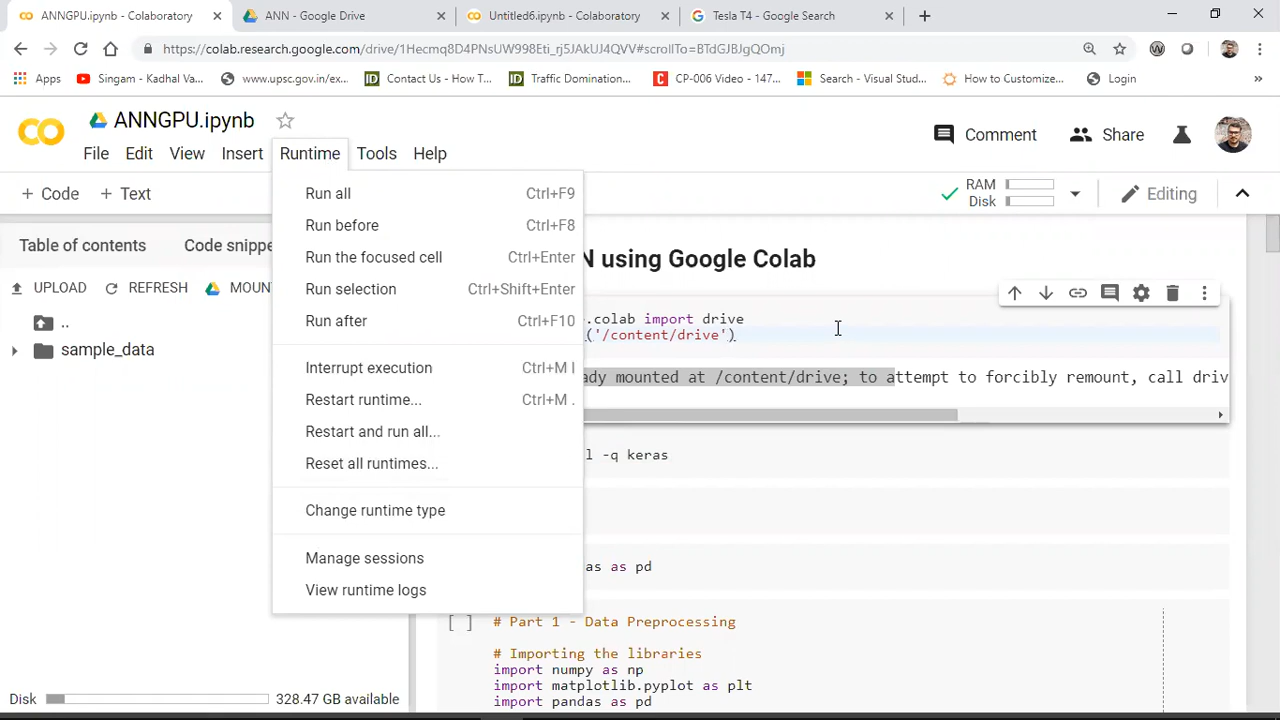 ANNGPU.ipynb - Colaboratory
ANN - Google Drive
Untitled6.ipynb - Colaboratory
Tesla T4 - Google Search
https://colab.research.google.com/drive/1Hecmq8D4PNsUW998Eti_rj5JAkUJ4QVV#scrollTo=BTdGJBJgQOmj
Apps
Singam - Kadhal Va...
www.upsc.gov.in/ex...
Contact Us - How T...
Traffic Domination...
CP-006 Video - 147...
Search - Visual Stud...
How to Customize...
Login
ANNGPU.ipynb
Comment
Share
File Edit View Insert Runtime Tools Help
+ Code + Text
RAM
Disk
Editing
Run all Ctrl+F9
Run before Ctrl+F8
Run the focused cell Ctrl+Enter
Run selection Ctrl+Shift+Enter
Run after Ctrl+F10
Interrupt execution Ctrl+M I
Restart runtime... Ctrl+M .
Restart and run all...
Reset all runtimes...
Change runtime type
Manage sessions
View runtime logs
Table of contents Code snippe
UPLOAD REFRESH MOUN
..
sample_data
Disk 328.47 GB available
N using Google Colab
.colab import drive
('/content/drive')
ady mounted at /content/drive; to attempt to forcibly remount, call driv
l -q keras
as as pd
[ ] # Part 1 - Data Preprocessing
# Importing the libraries
import numpy as np
import matplotlib.pyplot as plt
import pandas as pd